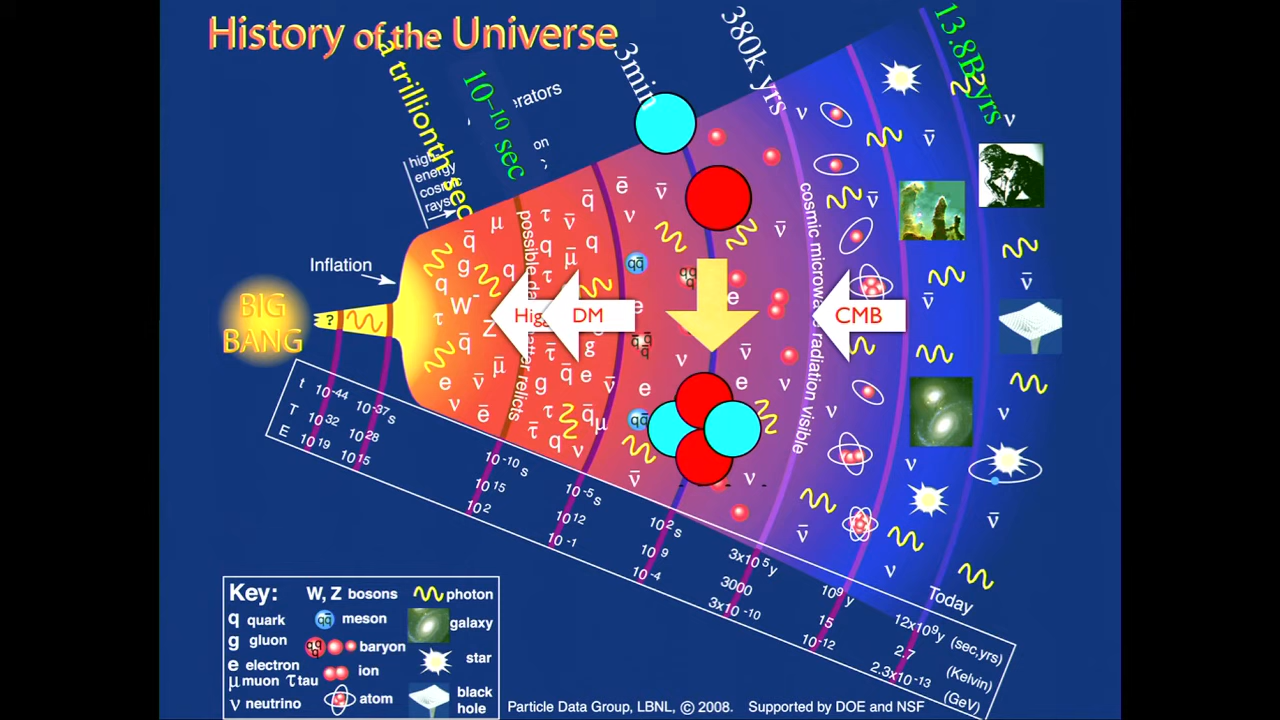 History of the Universe
a trillionth sec
10⁻¹⁰ sec
3min
380k yrs
13.8B yrs
high-
energy
cosmic
rays
Inflation
BIG
BANG
?
possible dark matter relicts
cosmic microwave radiation visible
DM
CMB
t 10⁻⁴⁴ 10⁻³⁷ s 10⁻¹⁰ s 10⁻⁵ s 10² s 3x10⁵ y 10⁹ y 12x10⁹ y (sec,yrs)
T 10³² 10²⁸ 10¹⁵ 10¹² 10⁹ 3000 15 2.7 (Kelvin)
E 10¹⁹ 10¹⁵ 10² 10⁻¹ 10⁻⁴ 3x10⁻¹⁰ 10⁻¹² 2.3x10⁻¹³ (GeV)
Today
Key:
W, Z bosons
photon
q quark
meson
galaxy
g gluon
baryon
e electron
star
μ muon τ tau
ion
ν neutrino
atom
black
hole
Particle Data Group, LBNL, © 2008. Supported by DOE and NSF